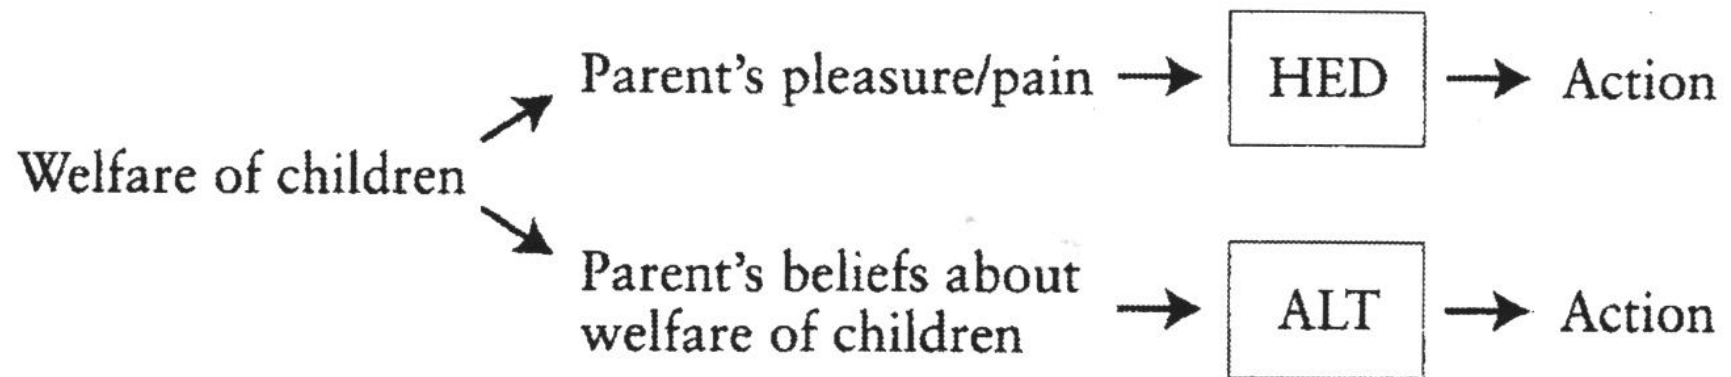 Parent's pleasure/pain
HED
Action
Welfare of children
Parent's beliefs about
welfare of children
ALT
Action